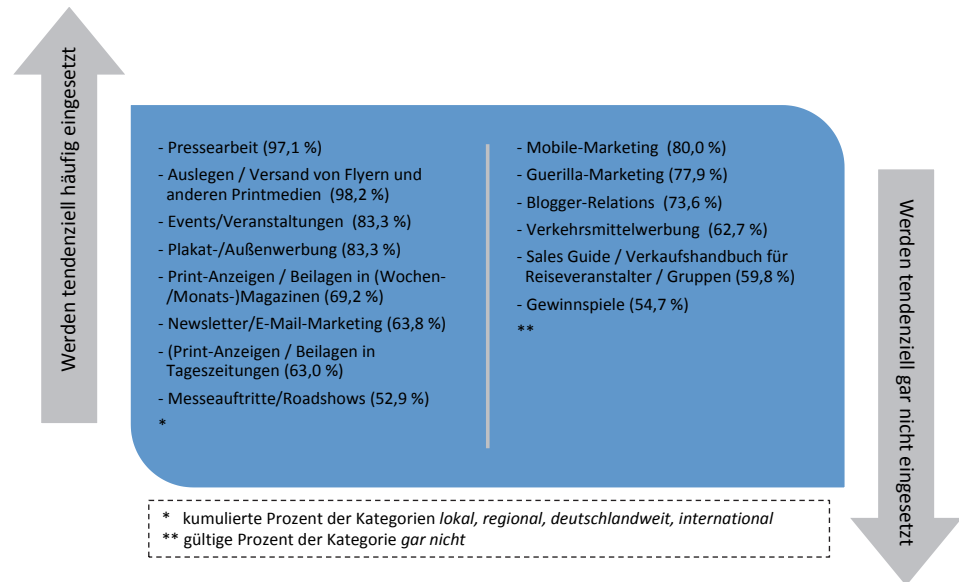 Werden tendenziell häufig eingesetzt
- Pressearbeit (97,1 %)
- Auslegen / Versand von Flyern und
anderen Printmedien (98,2 %)
- Events/Veranstaltungen (83,3 %)
- Plakat-/Außenwerbung (83,3 %)
- Print-Anzeigen / Beilagen in (Wochen-
/Monats-)Magazinen (69,2 %)
- Newsletter/E-Mail-Marketing (63,8 %)
- (Print-Anzeigen / Beilagen in
Tageszeitungen (63,0 %)
- Messeauftritte/Roadshows (52,9 %)
*
- Mobile-Marketing (80,0 %)
- Guerilla-Marketing (77,9 %)
- Blogger-Relations (73,6 %)
- Verkehrsmittelwerbung (62,7 %)
- Sales Guide / Verkaufshandbuch für
Reiseveranstalter / Gruppen (59,8 %)
- Gewinnspiele (54,7 %)
**
Werden tendenziell gar nicht eingesetzt
* kumulierte Prozent der Kategorien lokal, regional, deutschlandweit, international
** gültige Prozent der Kategorie gar nicht